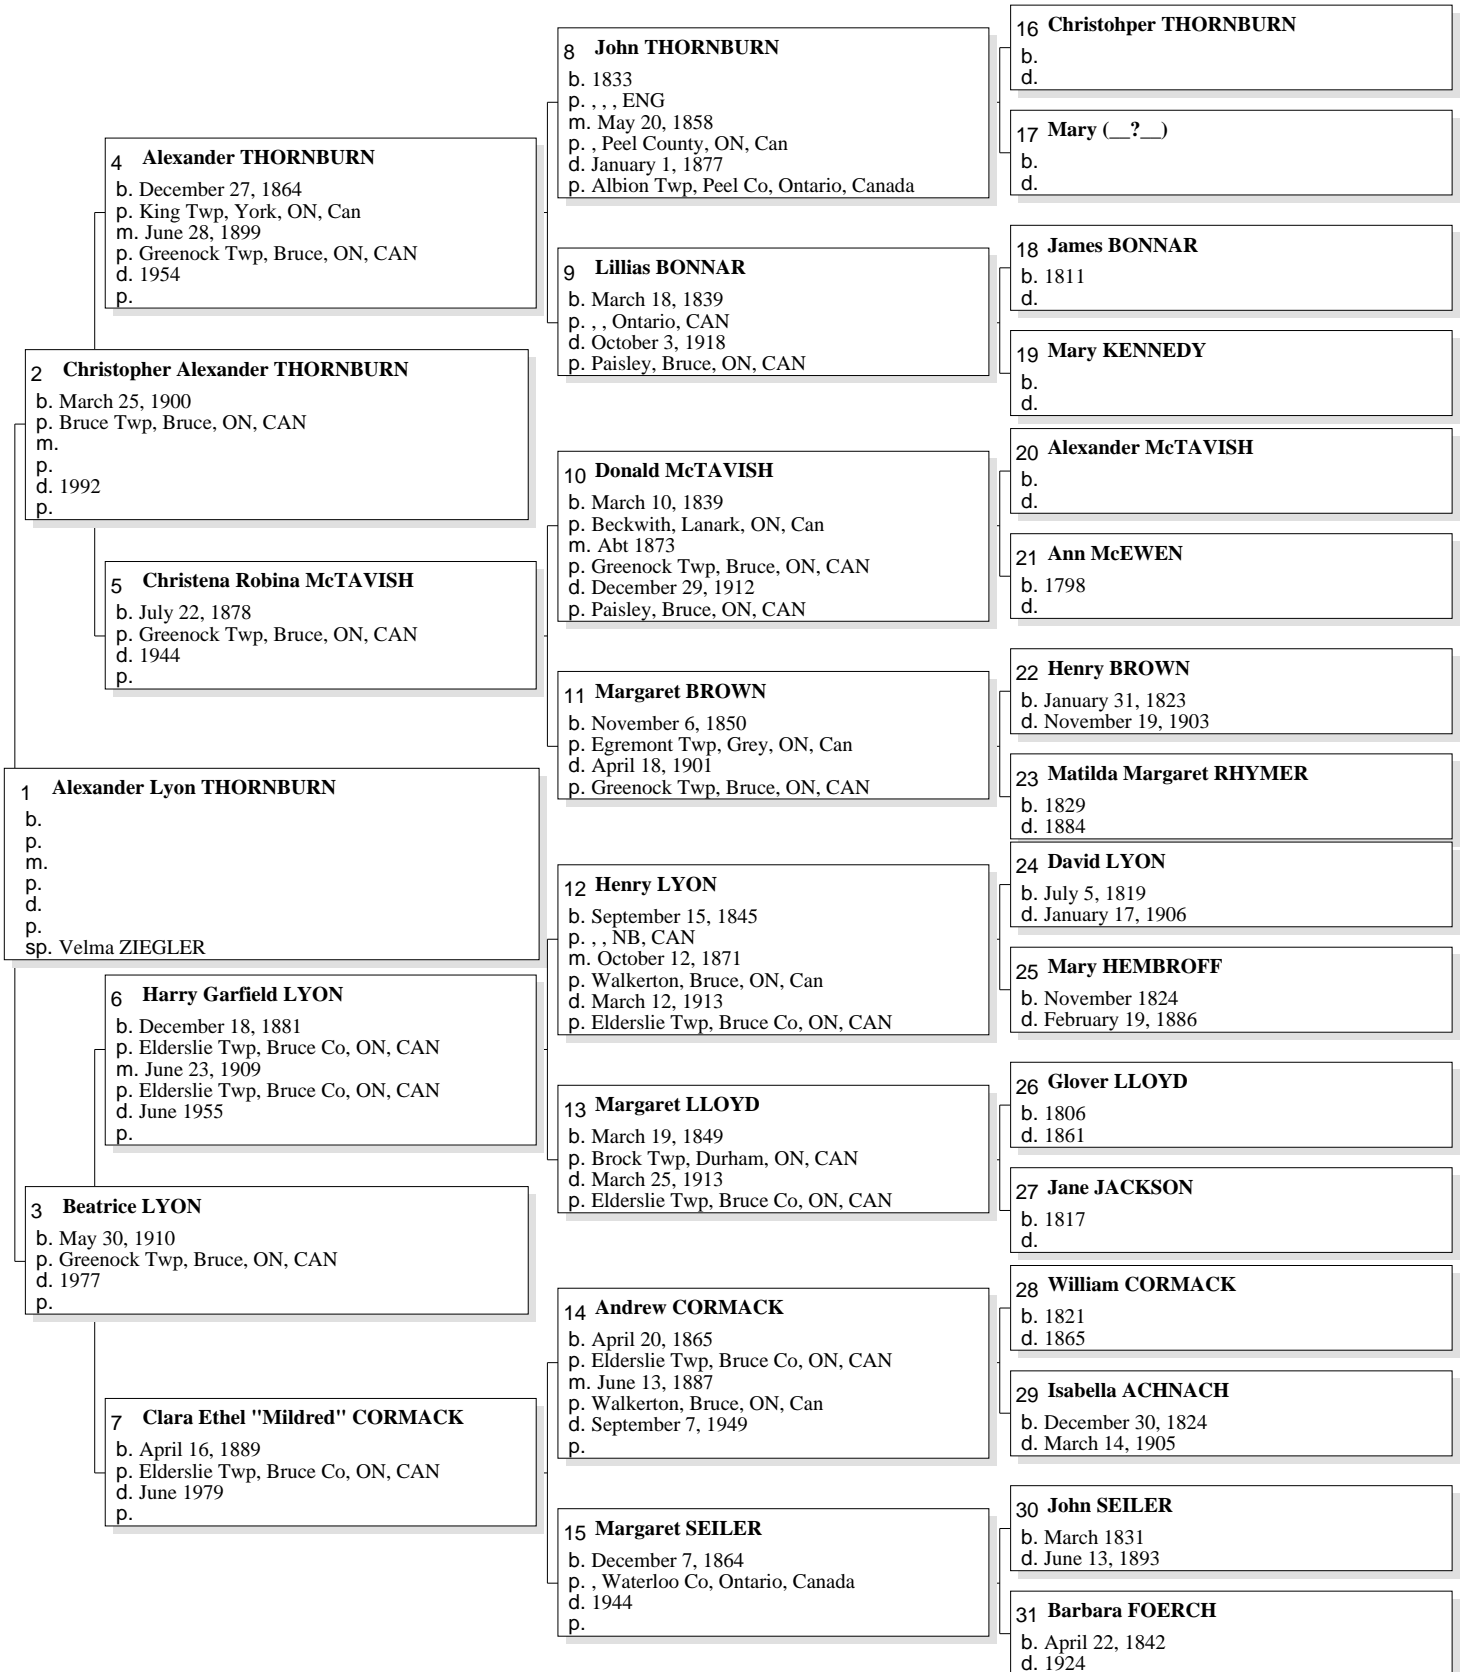 1 Alexander Lyon THORNBURN
b.
p.
m.
p.
d.
p.
sp. Velma ZIEGLER
2 Christopher Alexander THORNBURN
b. March 25, 1900
p. Bruce Twp, Bruce, ON, CAN
m.
p.
d. 1992
p.
3 Beatrice LYON
b. May 30, 1910
p. Greenock Twp, Bruce, ON, CAN
d. 1977
p.
4 Alexander THORNBURN
b. December 27, 1864
p. King Twp, York, ON, Can
m. June 28, 1899
p. Greenock Twp, Bruce, ON, CAN
d. 1954
p.
5 Christena Robina McTAVISH
b. July 22, 1878
p. Greenock Twp, Bruce, ON, CAN
d. 1944
p.
6 Harry Garfield LYON
b. December 18, 1881
p. Elderslie Twp, Bruce Co, ON, CAN
m. June 23, 1909
p. Elderslie Twp, Bruce Co, ON, CAN
d. June 1955
p.
7 Clara Ethel "Mildred" CORMACK
b. April 16, 1889
p. Elderslie Twp, Bruce Co, ON, CAN
d. June 1979
p.
8 John THORNBURN
b. 1833
p. , , , ENG
m. May 20, 1858
p. , Peel County, ON, Can
d. January 1, 1877
p. Albion Twp, Peel Co, Ontario, Canada
9 Lillias BONNAR
b. March 18, 1839
p. , , Ontario, CAN
d. October 3, 1918
p. Paisley, Bruce, ON, CAN
10 Donald McTAVISH
b. March 10, 1839
p. Beckwith, Lanark, ON, Can
m. Abt 1873
p. Greenock Twp, Bruce, ON, CAN
d. December 29, 1912
p. Paisley, Bruce, ON, CAN
11 Margaret BROWN
b. November 6, 1850
p. Egremont Twp, Grey, ON, Can
d. April 18, 1901
p. Greenock Twp, Bruce, ON, CAN
12 Henry LYON
b. September 15, 1845
p. , , NB, CAN
m. October 12, 1871
p. Walkerton, Bruce, ON, Can
d. March 12, 1913
p. Elderslie Twp, Bruce Co, ON, CAN
13 Margaret LLOYD
b. March 19, 1849
p. Brock Twp, Durham, ON, CAN
d. March 25, 1913
p. Elderslie Twp, Bruce Co, ON, CAN
14 Andrew CORMACK
b. April 20, 1865
p. Elderslie Twp, Bruce Co, ON, CAN
m. June 13, 1887
p. Walkerton, Bruce, ON, Can
d. September 7, 1949
p.
15 Margaret SEILER
b. December 7, 1864
p. , Waterloo Co, Ontario, Canada
d. 1944
p.
16 Christohper THORNBURN
b.
d.
17 Mary (__?__)
b.
d.
18 James BONNAR
b. 1811
d.
19 Mary KENNEDY
b.
d.
20 Alexander McTAVISH
b.
d.
21 Ann McEWEN
b. 1798
d.
22 Henry BROWN
b. January 31, 1823
d. November 19, 1903
23 Matilda Margaret RHYMER
b. 1829
d. 1884
24 David LYON
b. July 5, 1819
d. January 17, 1906
25 Mary HEMBROFF
b. November 1824
d. February 19, 1886
26 Glover LLOYD
b. 1806
d. 1861
27 Jane JACKSON
b. 1817
d.
28 William CORMACK
b. 1821
d. 1865
29 Isabella ACHNACH
b. December 30, 1824
d. March 14, 1905
30 John SEILER
b. March 1831
d. June 13, 1893
31 Barbara FOERCH
b. April 22, 1842
d. 1924